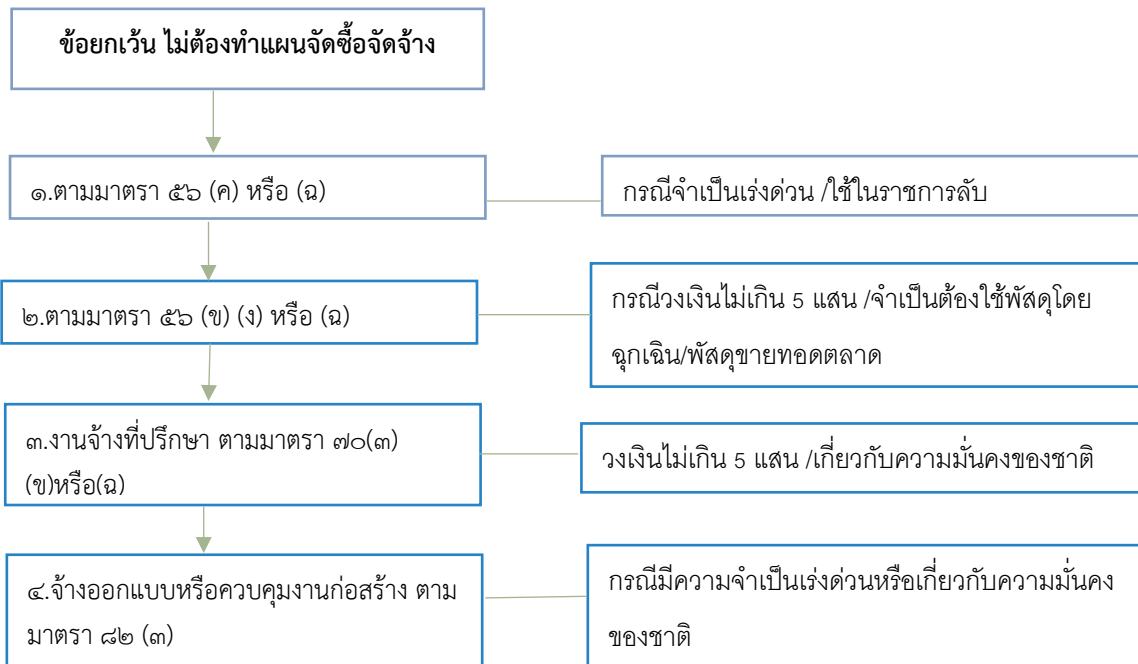 ข้อยกเว้น ไม่ต้องทำแผนจัดซื้อจัดจ้าง
๑.ตามมาตรา ๕๖ (ค) หรือ (ฉ)
กรณีจำเป็นเร่งด่วน /ใช้ในราชการลับ
๒.ตามมาตรา ๕๖ (ข) (ง) หรือ (ฉ)
กรณีวงเงินไม่เกิน 5 แสน /จำเป็นต้องใช้พัสดุโดย
ฉุกเฉิน/พัสดุขายทอดตลาด
๓.งานจ้างที่ปรึกษา ตามมาตรา ๗๐(๓)
(ข)หรือ(ฉ)
วงเงินไม่เกิน 5 แสน /เกี่ยวกับความมั่นคงของชาติ
๔.จ้างออกแบบหรือควบคุมงานก่อสร้าง ตาม
มาตรา ๘๒ (๓)
กรณีมีความจำเป็นเร่งด่วนหรือเกี่ยวกับความมั่นคง
ของชาติ